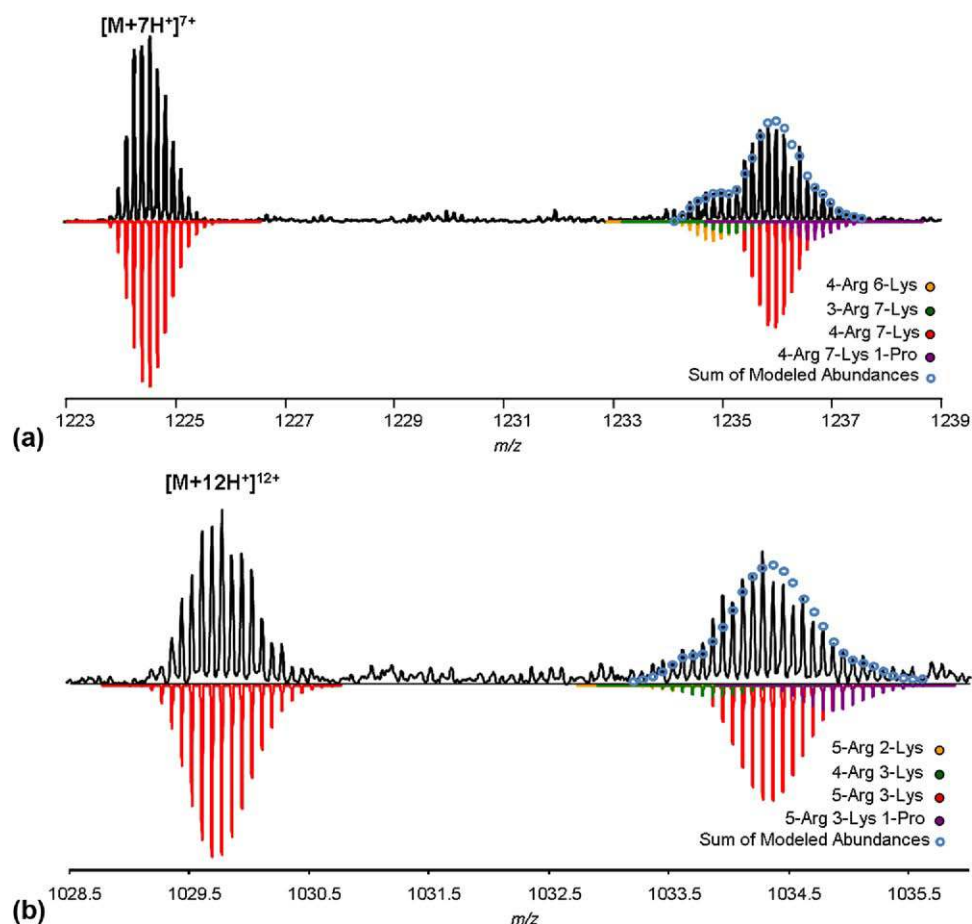 [M+7H⁺]⁷⁺
4-Arg 6-Lys
3-Arg 7-Lys
4-Arg 7-Lys
4-Arg 7-Lys 1-Pro
Sum of Modeled Abundances
1223 1225 1227 1229 1231 1233 1235 1237 1239
(a)
m/z
[M+12H⁺]¹²⁺
5-Arg 2-Lys
4-Arg 3-Lys
5-Arg 3-Lys
5-Arg 3-Lys 1-Pro
Sum of Modeled Abundances
1028.5 1029.5 1030.5 1031.5 1032.5 1033.5 1034.5 1035.5
(b)
m/z